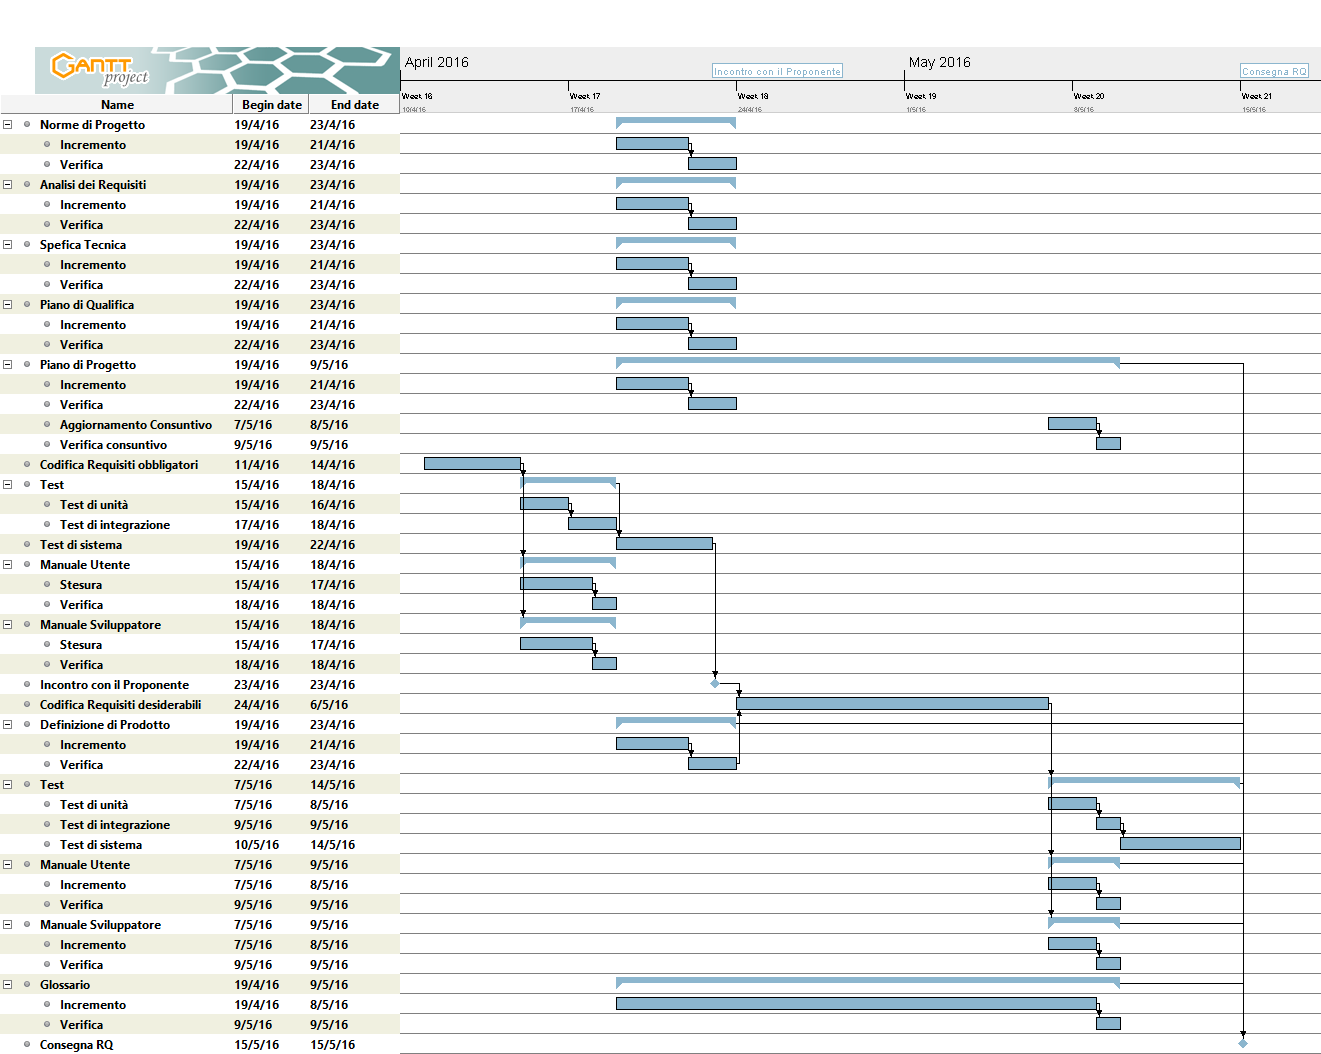 GANTT project
April 2016
May 2016
Incontro con il Proponente
Consegna RQ
Name Begin date End date
Week 16 Week 17 Week 18 Week 19 Week 20 Week 21
10/4/16 17/4/16 24/4/16 1/5/16 8/5/16 15/5/16
Norme di Progetto 19/4/16 23/4/16
Incremento 19/4/16 21/4/16
Verifica 22/4/16 23/4/16
Analisi dei Requisiti 19/4/16 23/4/16
Incremento 19/4/16 21/4/16
Verifica 22/4/16 23/4/16
Spefica Tecnica 19/4/16 23/4/16
Incremento 19/4/16 21/4/16
Verifica 22/4/16 23/4/16
Piano di Qualifica 19/4/16 23/4/16
Incremento 19/4/16 21/4/16
Verifica 22/4/16 23/4/16
Piano di Progetto 19/4/16 9/5/16
Incremento 19/4/16 21/4/16
Verifica 22/4/16 23/4/16
Aggiornamento Consuntivo 7/5/16 8/5/16
Verifica consuntivo 9/5/16 9/5/16
Codifica Requisiti obbligatori 11/4/16 14/4/16
Test 15/4/16 18/4/16
Test di unità 15/4/16 16/4/16
Test di integrazione 17/4/16 18/4/16
Test di sistema 19/4/16 22/4/16
Manuale Utente 15/4/16 18/4/16
Stesura 15/4/16 17/4/16
Verifica 18/4/16 18/4/16
Manuale Sviluppatore 15/4/16 18/4/16
Stesura 15/4/16 17/4/16
Verifica 18/4/16 18/4/16
Incontro con il Proponente 23/4/16 23/4/16
Codifica Requisiti desiderabili 24/4/16 6/5/16
Definizione di Prodotto 19/4/16 23/4/16
Incremento 19/4/16 21/4/16
Verifica 22/4/16 23/4/16
Test 7/5/16 14/5/16
Test di unità 7/5/16 8/5/16
Test di integrazione 9/5/16 9/5/16
Test di sistema 10/5/16 14/5/16
Manuale Utente 7/5/16 9/5/16
Incremento 7/5/16 8/5/16
Verifica 9/5/16 9/5/16
Manuale Sviluppatore 7/5/16 9/5/16
Incremento 7/5/16 8/5/16
Verifica 9/5/16 9/5/16
Glossario 19/4/16 9/5/16
Incremento 19/4/16 8/5/16
Verifica 9/5/16 9/5/16
Consegna RQ 15/5/16 15/5/16